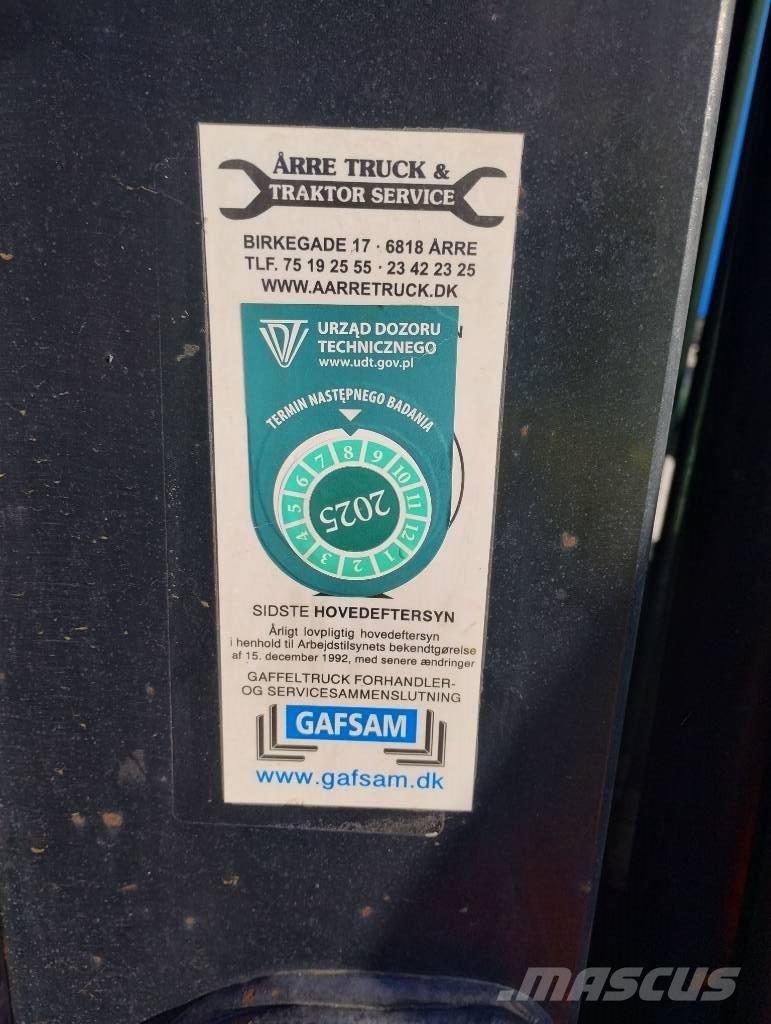 ÅRRE TRUCK &
TRAKTOR SERVICE
BIRKEGADE 17 · 6818 ÅRRE
TLF. 75 19 25 55 · 23 42 23 25
WWW.AARRETRUCK.DK
URZĄD DOZORU
TECHNICZNEGO
www.udt.gov.pl
TERMIN NASTĘPNEGO BADANIA
1 2 3 4 5 6 7 8 9 10 11 12
2025
SIDSTE HOVEDEFTERSYN
Årligt lovpligtig hovedeftersyn
i henhold til Arbejdstilsynets bekendtgørelse
af 15. december 1992, med senere ændringer
GAFFELTRUCK FORHANDLER-
OG SERVICESAMMENSLUTNING
GAFSAM
www.gafsam.dk
MASCUS